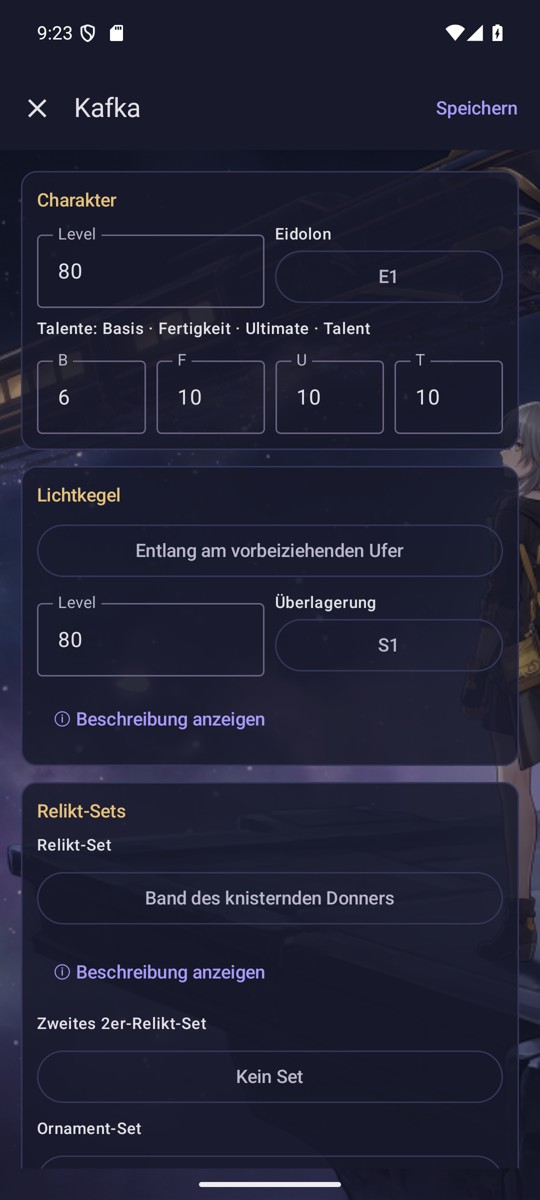 9:23
Kafka
Speichern
Charakter
Level
80
Eidolon
E1
Talente: Basis · Fertigkeit · Ultimate · Talent
B
6
F
10
U
10
T
10
Lichtkegel
Entlang am vorbeiziehenden Ufer
Level
80
Überlagerung
S1
Beschreibung anzeigen
Relikt-Sets
Relikt-Set
Band des knisternden Donners
Beschreibung anzeigen
Zweites 2er-Relikt-Set
Kein Set
Ornament-Set